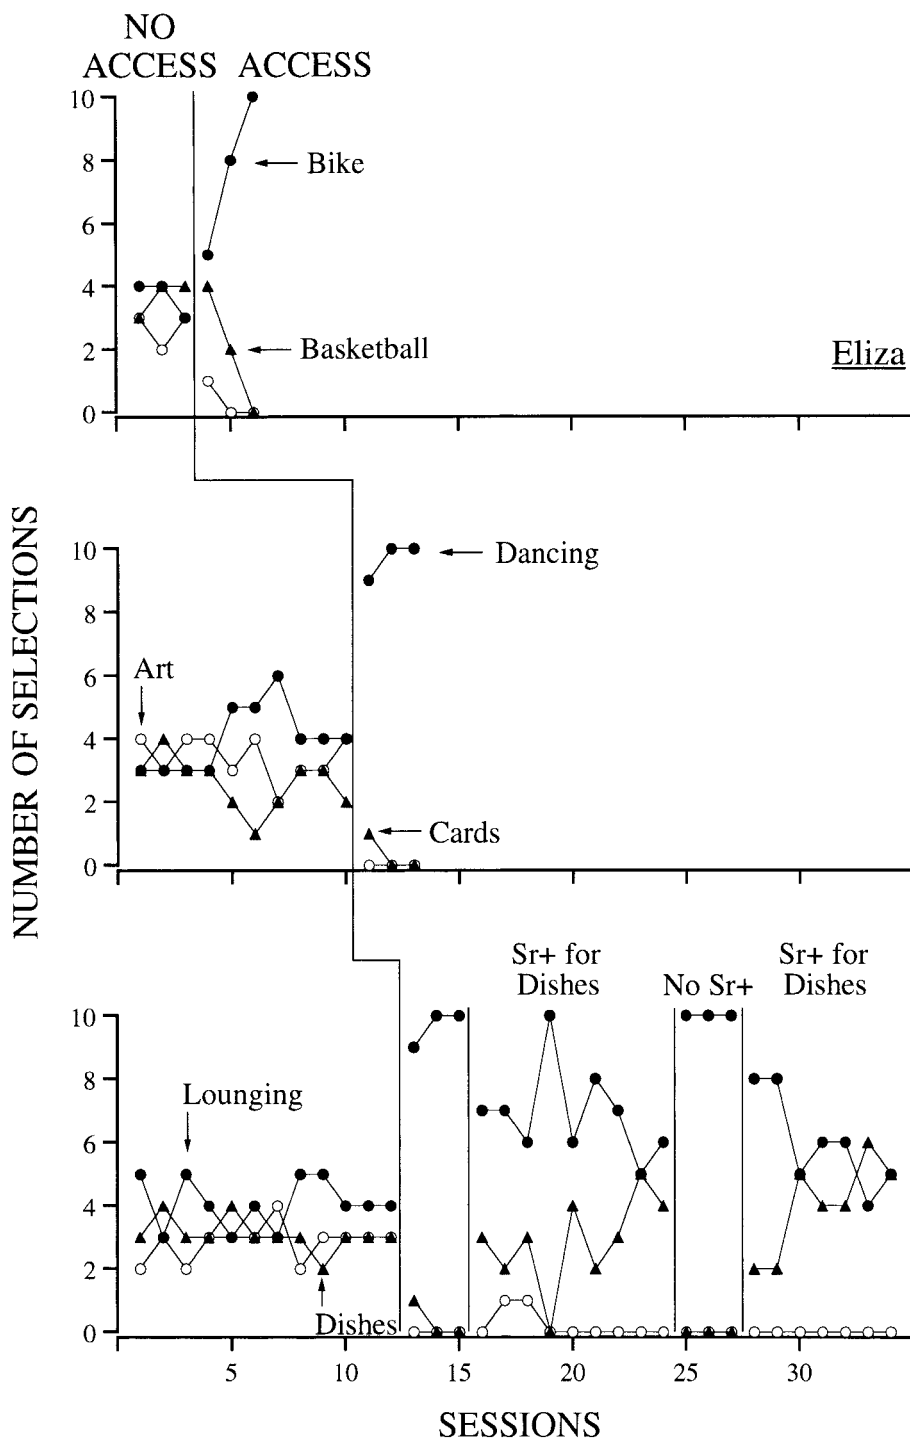 NO
ACCESS ACCESS
10
8
6
4
2
0
Bike
Basketball
Eliza
NUMBER OF SELECTIONS
10
8
6
4
2
0
Dancing
Art
Cards
Sr+ for
Dishes
No Sr+
Sr+ for
Dishes
10
8
6
4
2
0
Lounging
Dishes
5 10 15 20 25 30
SESSIONS